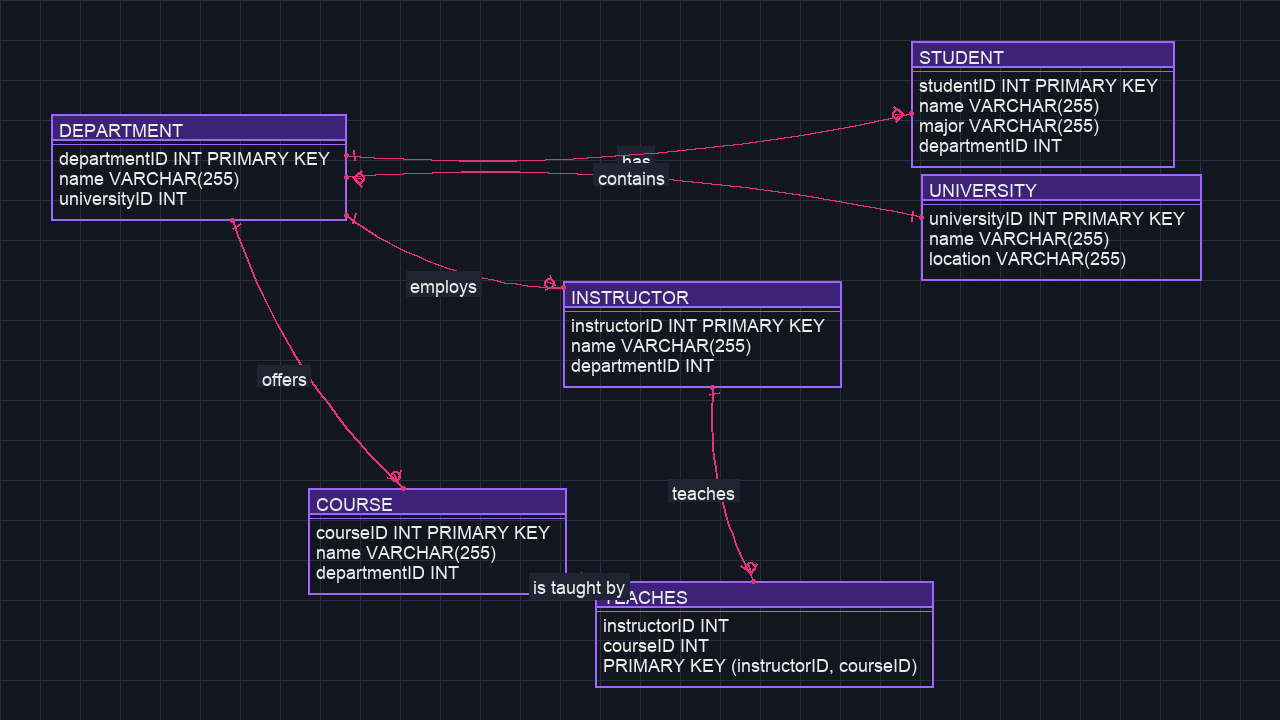 STUDENT
studentID INT PRIMARY KEY
name VARCHAR(255)
major VARCHAR(255)
departmentID INT
DEPARTMENT
departmentID INT PRIMARY KEY
name VARCHAR(255)
universityID INT
has
contains
UNIVERSITY
universityID INT PRIMARY KEY
name VARCHAR(255)
location VARCHAR(255)
employs
INSTRUCTOR
instructorID INT PRIMARY KEY
name VARCHAR(255)
departmentID INT
offers
teaches
COURSE
courseID INT PRIMARY KEY
name VARCHAR(255)
departmentID INT
is taught by
TEACHES
instructorID INT
courseID INT
PRIMARY KEY (instructorID, courseID)